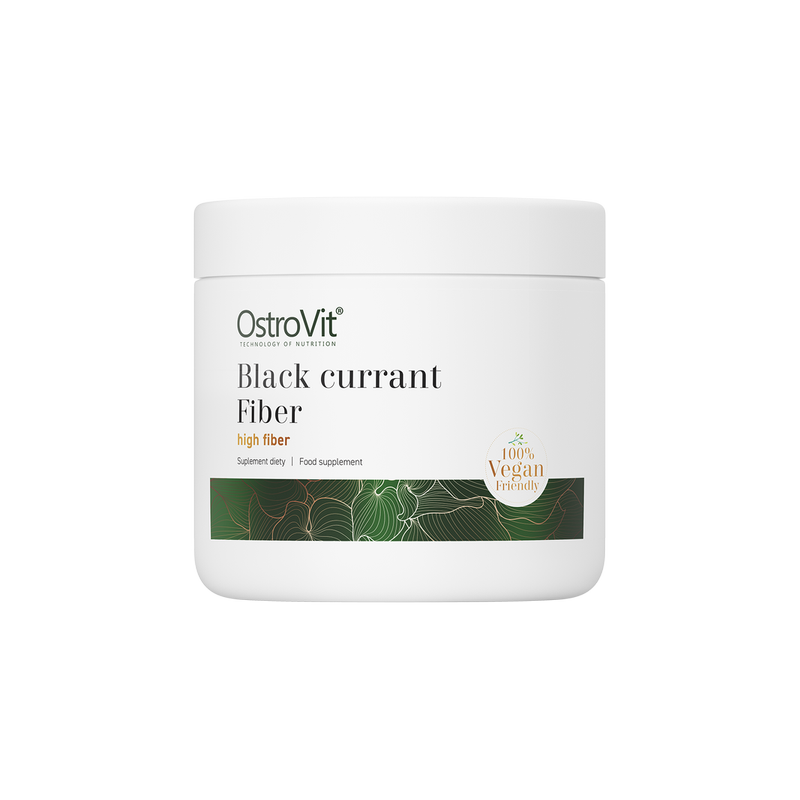 OstroVit®
TECHNOLOGY OF NUTRITION
Black currant
Fiber
high fiber
Suplement diety | Food supplement
100%
Vegan
Friendly